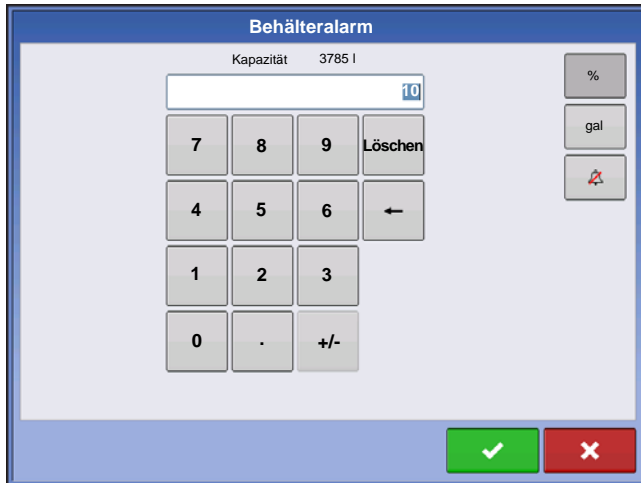 Behälteralarm
Kapazität 3785 l
10
%
gal
7 8 9 Löschen
4 5 6 ←
1 2 3
0 . +/-